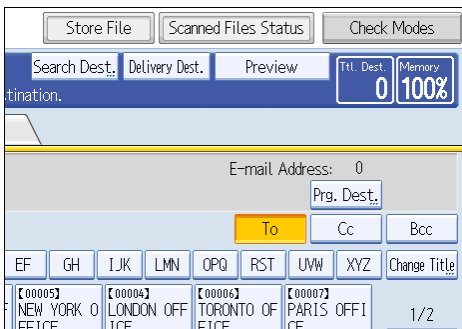 Store File Scanned Files Status Check Modes
Search Dest. Delivery Dest. Preview Ttl. Dest. Memory
tination. 0 100%
E-mail Address: 0
Prg. Dest.
To Cc Bcc
EF GH IJK LMN OPQ RST UVW XYZ Change Title
【00005】 【00004】 【00006】 【00007】
NEW YORK O LONDON OFF TORONTO OF PARIS OFFI 1/2
FFICE ICE FICE CE